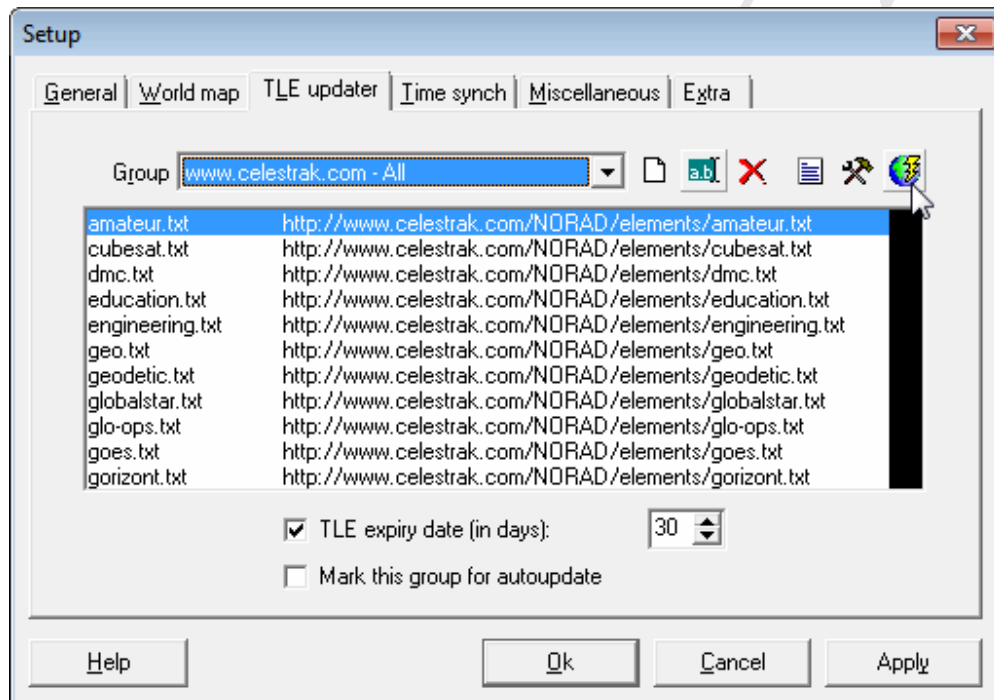 Setup
General World map TLE updater Time synch Miscellaneous Extra
Group www.celestrak.com - All a.b
amateur.txt http://www.celestrak.com/NORAD/elements/amateur.txt
cubesat.txt http://www.celestrak.com/NORAD/elements/cubesat.txt
dmc.txt http://www.celestrak.com/NORAD/elements/dmc.txt
education.txt http://www.celestrak.com/NORAD/elements/education.txt
engineering.txt http://www.celestrak.com/NORAD/elements/engineering.txt
geo.txt http://www.celestrak.com/NORAD/elements/geo.txt
geodetic.txt http://www.celestrak.com/NORAD/elements/geodetic.txt
globalstar.txt http://www.celestrak.com/NORAD/elements/globalstar.txt
glo-ops.txt http://www.celestrak.com/NORAD/elements/glo-ops.txt
goes.txt http://www.celestrak.com/NORAD/elements/goes.txt
gorizont.txt http://www.celestrak.com/NORAD/elements/gorizont.txt
TLE expiry date (in days): 30
Mark this group for autoupdate
Help Ok Cancel Apply